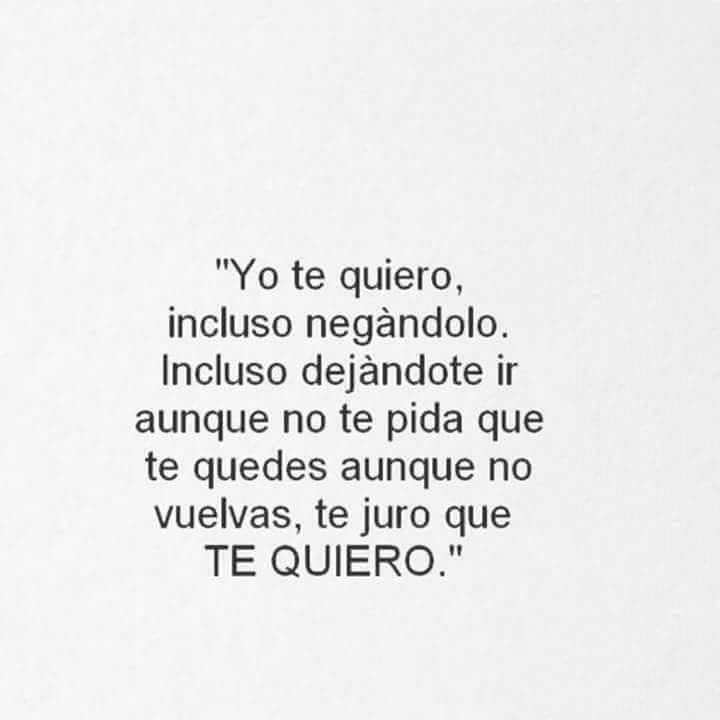 "Yo te quiero,
incluso negàndolo.
Incluso dejàndote ir
aunque no te pida que
te quedes aunque no
vuelvas, te juro que
TE QUIERO."